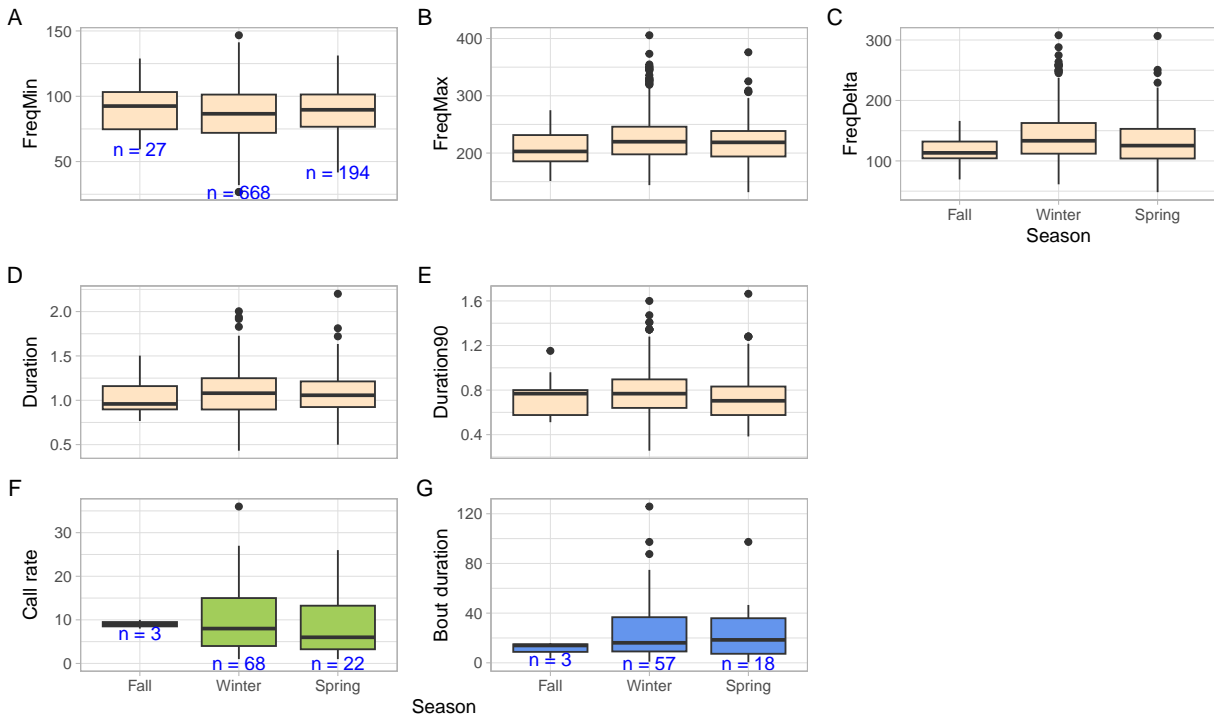 A
FreqMin
150
100
50
n = 27
n = 668
n = 194
B
FreqMax
400
300
200
C
FreqDelta
300
200
100
Fall
Winter
Spring
Season
D
Duration
2.0
1.5
1.0
0.5
E
Duration90
1.6
1.2
0.8
0.4
F
Call rate
30
20
10
0
n = 3
n = 68
n = 22
Fall
Winter
Spring
G
Bout duration
120
80
40
0
n = 3
n = 57
n = 18
Fall
Winter
Spring
Season